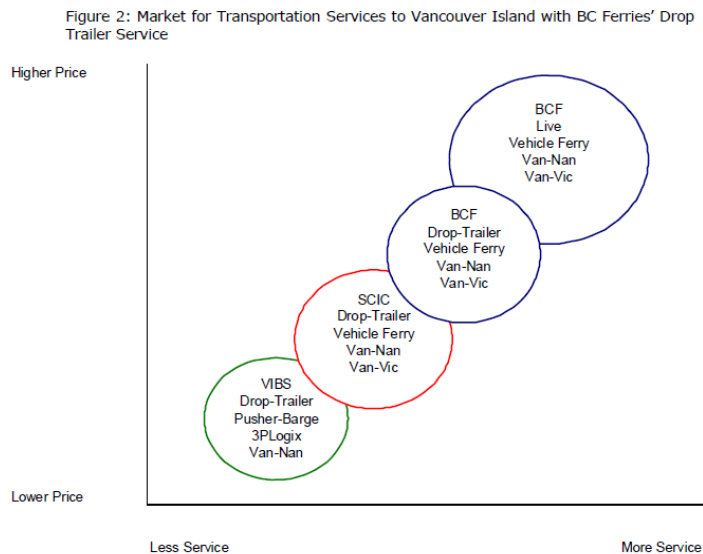 Figure 2: Market for Transportation Services to Vancouver Island with BC Ferries' Drop
Trailer Service
Higher Price
BCF
Live
Vehicle Ferry
Van-Nan
Van-Vic
BCF
Drop-Trailer
Vehicle Ferry
Van-Nan
Van-Vic
SCIC
Drop-Trailer
Vehicle Ferry
Van-Nan
Van-Vic
VIBS
Drop-Trailer
Pusher-Barge
3PLogix
Van-Nan
Lower Price
Less Service
More Service